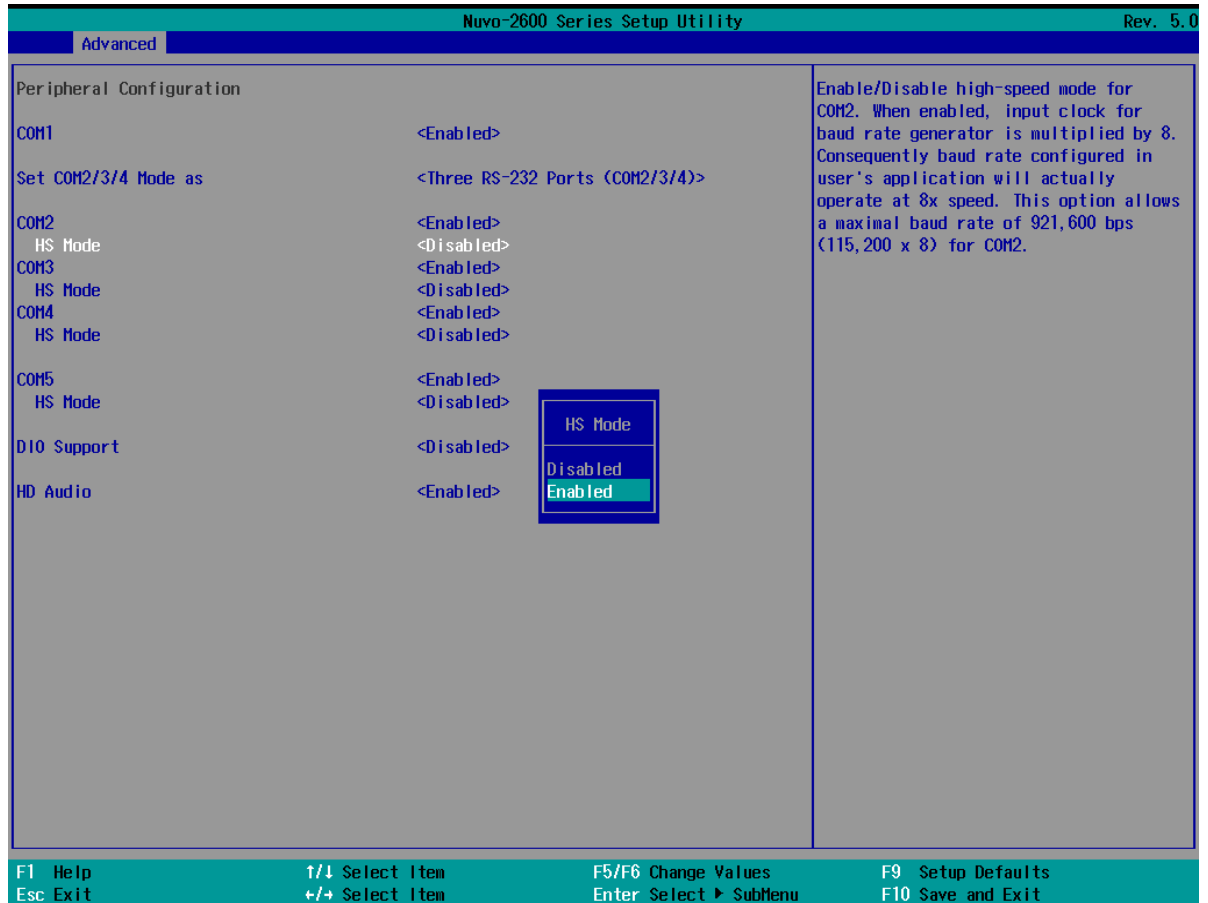 Nuvo-2600 Series Setup Utility Rev. 5.0
Advanced
Peripheral Configuration
COM1 <Enabled>
Set COM2/3/4 Mode as <Three RS-232 Ports (COM2/3/4)>
COM2 <Enabled>
HS Mode <Disabled>
COM3 <Enabled>
HS Mode <Disabled>
COM4 <Enabled>
HS Mode <Disabled>
COM5 <Enabled>
HS Mode <Disabled>
DIO Support <Disabled>
HD Audio <Enabled>
HS Mode
Disabled
Enabled
Enable/Disable high-speed mode for
COM2. When enabled, input clock for
baud rate generator is multiplied by 8.
Consequently baud rate configured in
user's application will actually
operate at 8x speed. This option allows
a maximal baud rate of 921,600 bps
(115,200 x 8) for COM2.
F1 Help ↑/↓ Select Item F5/F6 Change Values F9 Setup Defaults
Esc Exit ←/→ Select Item Enter Select ▶ SubMenu F10 Save and Exit